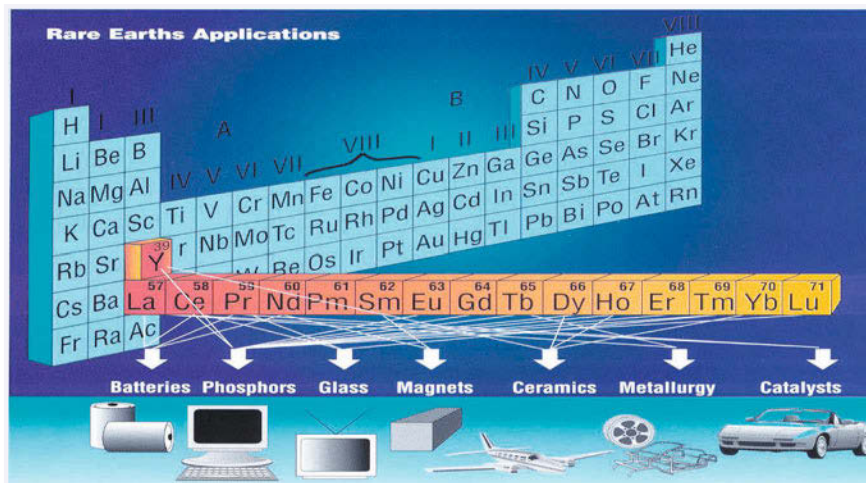 Rare Earths Applications
I I III A IV V VI VII VIII B I II III IV V VI VII VIII
H He
Li Be B C N O F Ne
Na Mg Al Si P S Cl Ar
K Ca Sc Ti V Cr Mn Fe Co Ni Cu Zn Ga Ge As Se Br Kr
39
Rb Sr Y r Nb Mo Tc Ru Rh Pd Ag Cd In Sn Sb Te I Xe
Re Os Ir Pt Au Hg Tl Pb Bi Po At Rn
57 58 59 60 61 62 63 64 65 66 67 68 69 70 71
Cs Ba La Ce Pr Nd Pm Sm Eu Gd Tb Dy Ho Er Tm Yb Lu
Fr Ra Ac
Batteries Phosphors Glass Magnets Ceramics Metallurgy Catalysts